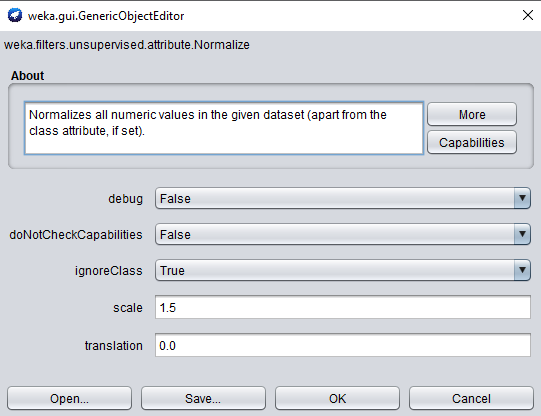 weka.gui.GenericObjectEditor
weka.filters.unsupervised.attribute.Normalize
About
Normalizes all numeric values in the given dataset (apart from the
class attribute, if set).
More
Capabilities
debug False
doNotCheckCapabilities False
ignoreClass True
scale 1.5
translation 0.0
Open... Save... OK Cancel